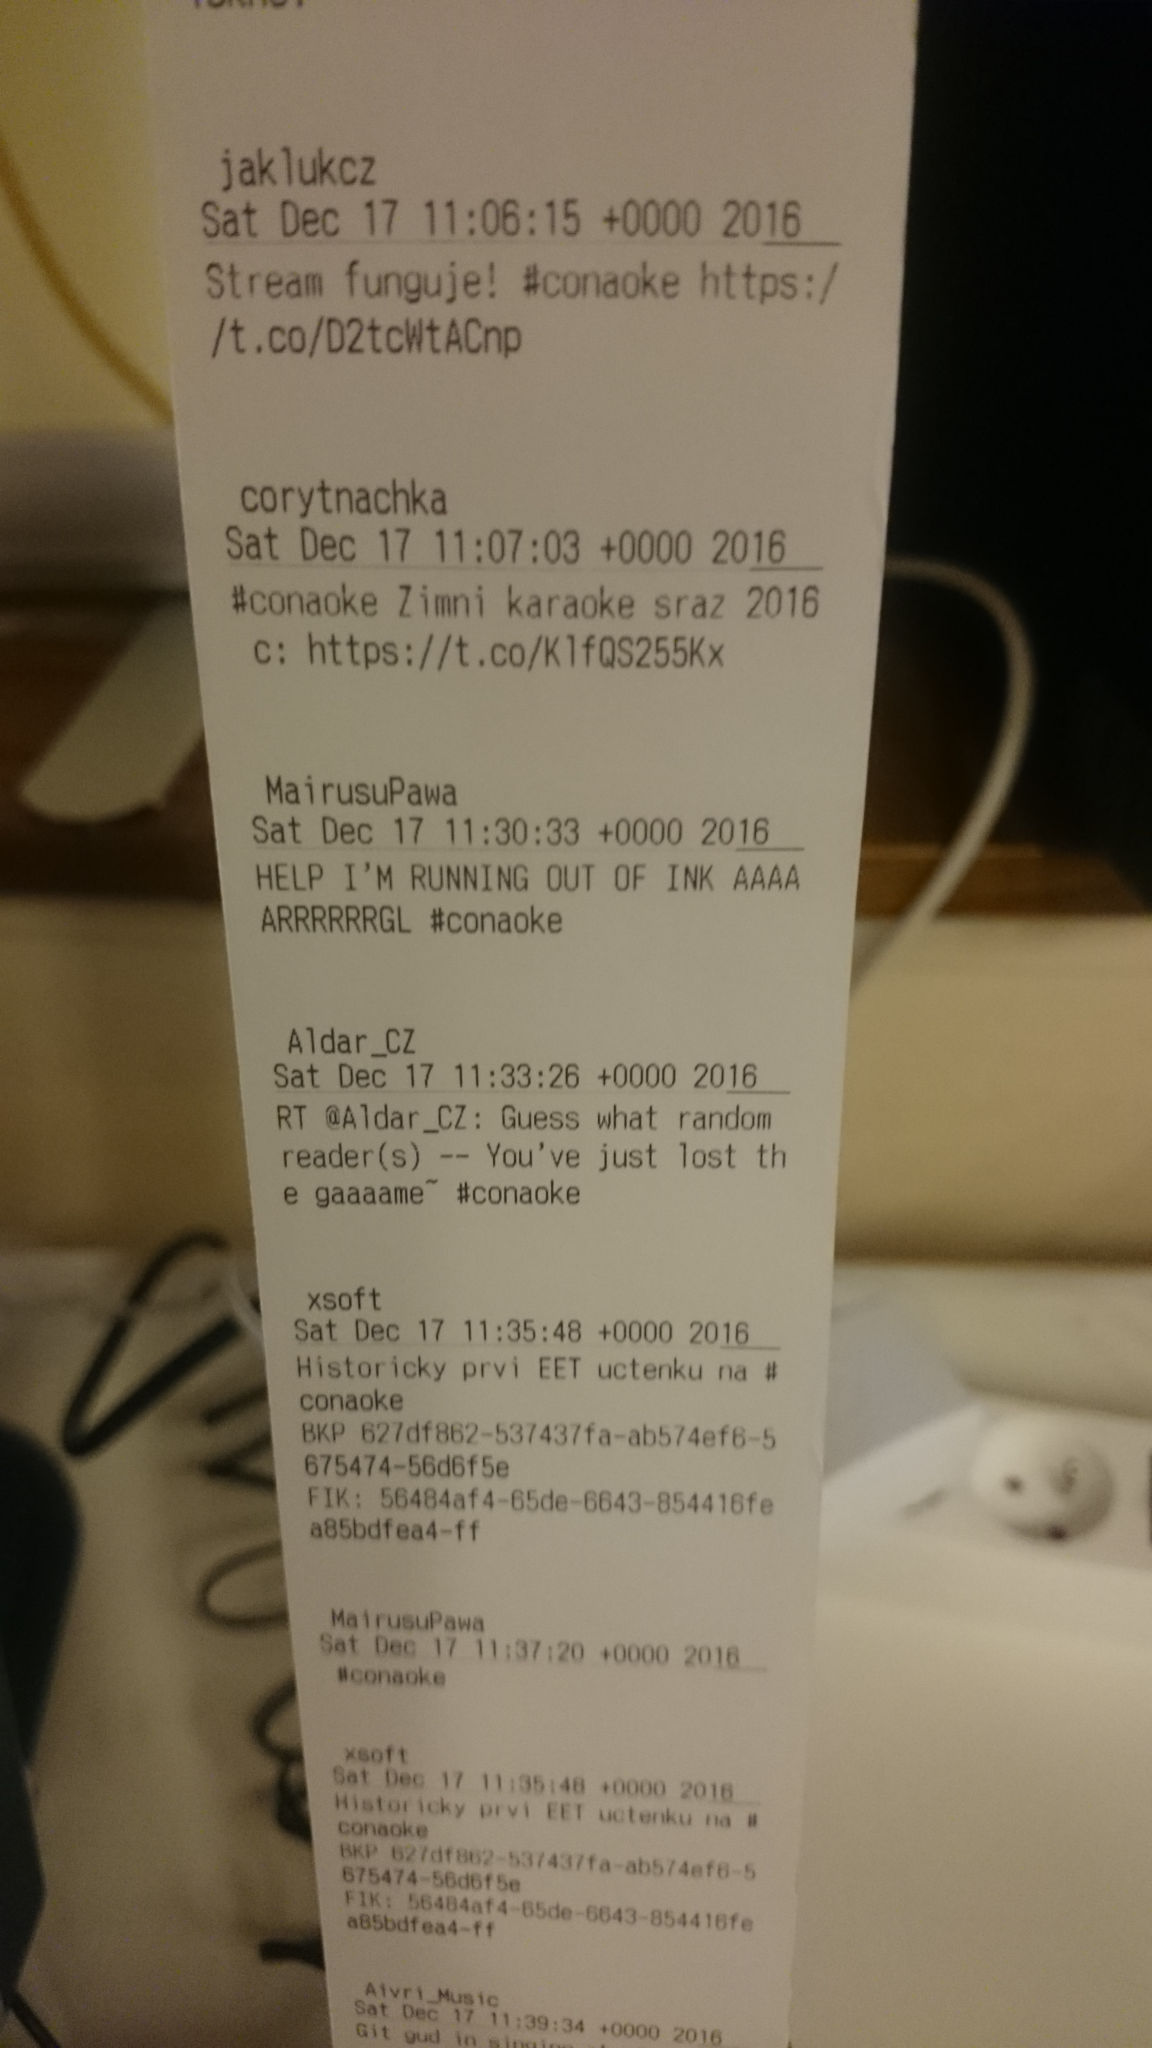 jaklukcz
Sat Dec 17 11:06:15 +0000 2016
Stream funguje! #conaoke https:/
/t.co/D2tcWtACnp
corytnachka
Sat Dec 17 11:07:03 +0000 2016
#conaoke Zimni karaoke sraz 2016
c: https://t.co/KlfQS255Kx
MairusuPawa
Sat Dec 17 11:30:33 +0000 2016
HELP I'M RUNNING OUT OF INK AAAA
ARRRRRRGL #conaoke
Aldar_CZ
Sat Dec 17 11:33:26 +0000 2016
RT @Aldar_CZ: Guess what random
reader(s) -- You've just lost th
e gaaaame~ #conaoke
xsoft
Sat Dec 17 11:35:48 +0000 2016
Historicky prvi EET uctenku na #
conaoke
BKP 627df862-537437fa-ab574ef6-5
675474-56d6f5e
FIK: 56484af4-65de-6643-854416fe
a85bdfea4-ff
MairusuPawa
Sat Dec 17 11:37:20 +0000 2016
#conaoke
xsoft
Sat Dec 17 11:35:48 +0000 2016
Historicky prvi EET uctenku na #
conaoke
BKP 627df862-537437fa-ab574ef6-5
675474-56d6f5e
FIK: 56484af4-65de-6643-854416fe
a85bdfea4-ff
Aivri_Music
Sat Dec 17 11:39:34 +0000 2016
Git gud in